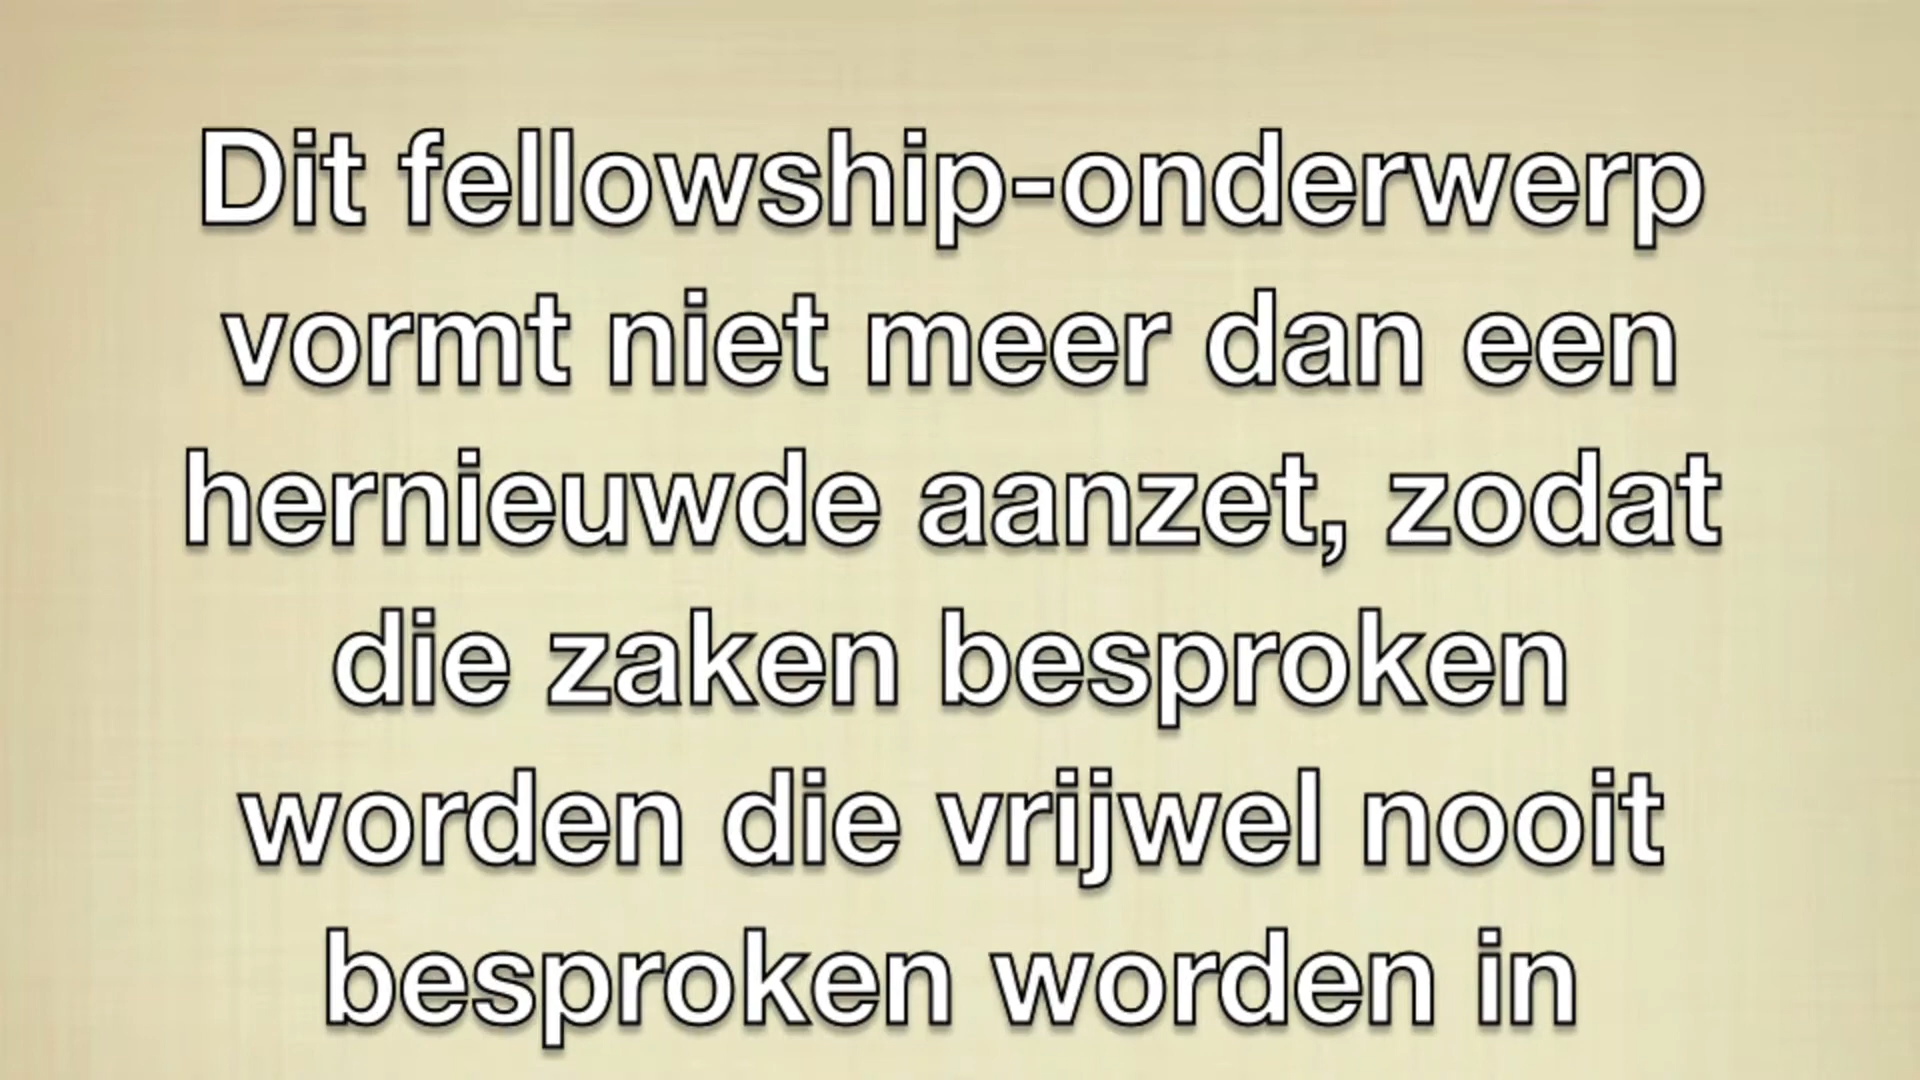 Dit fellowship-onderwerp
vormt niet meer dan een
hernieuwde aanzet, zodat
die zaken besproken
worden die vrijwel nooit
besproken worden in